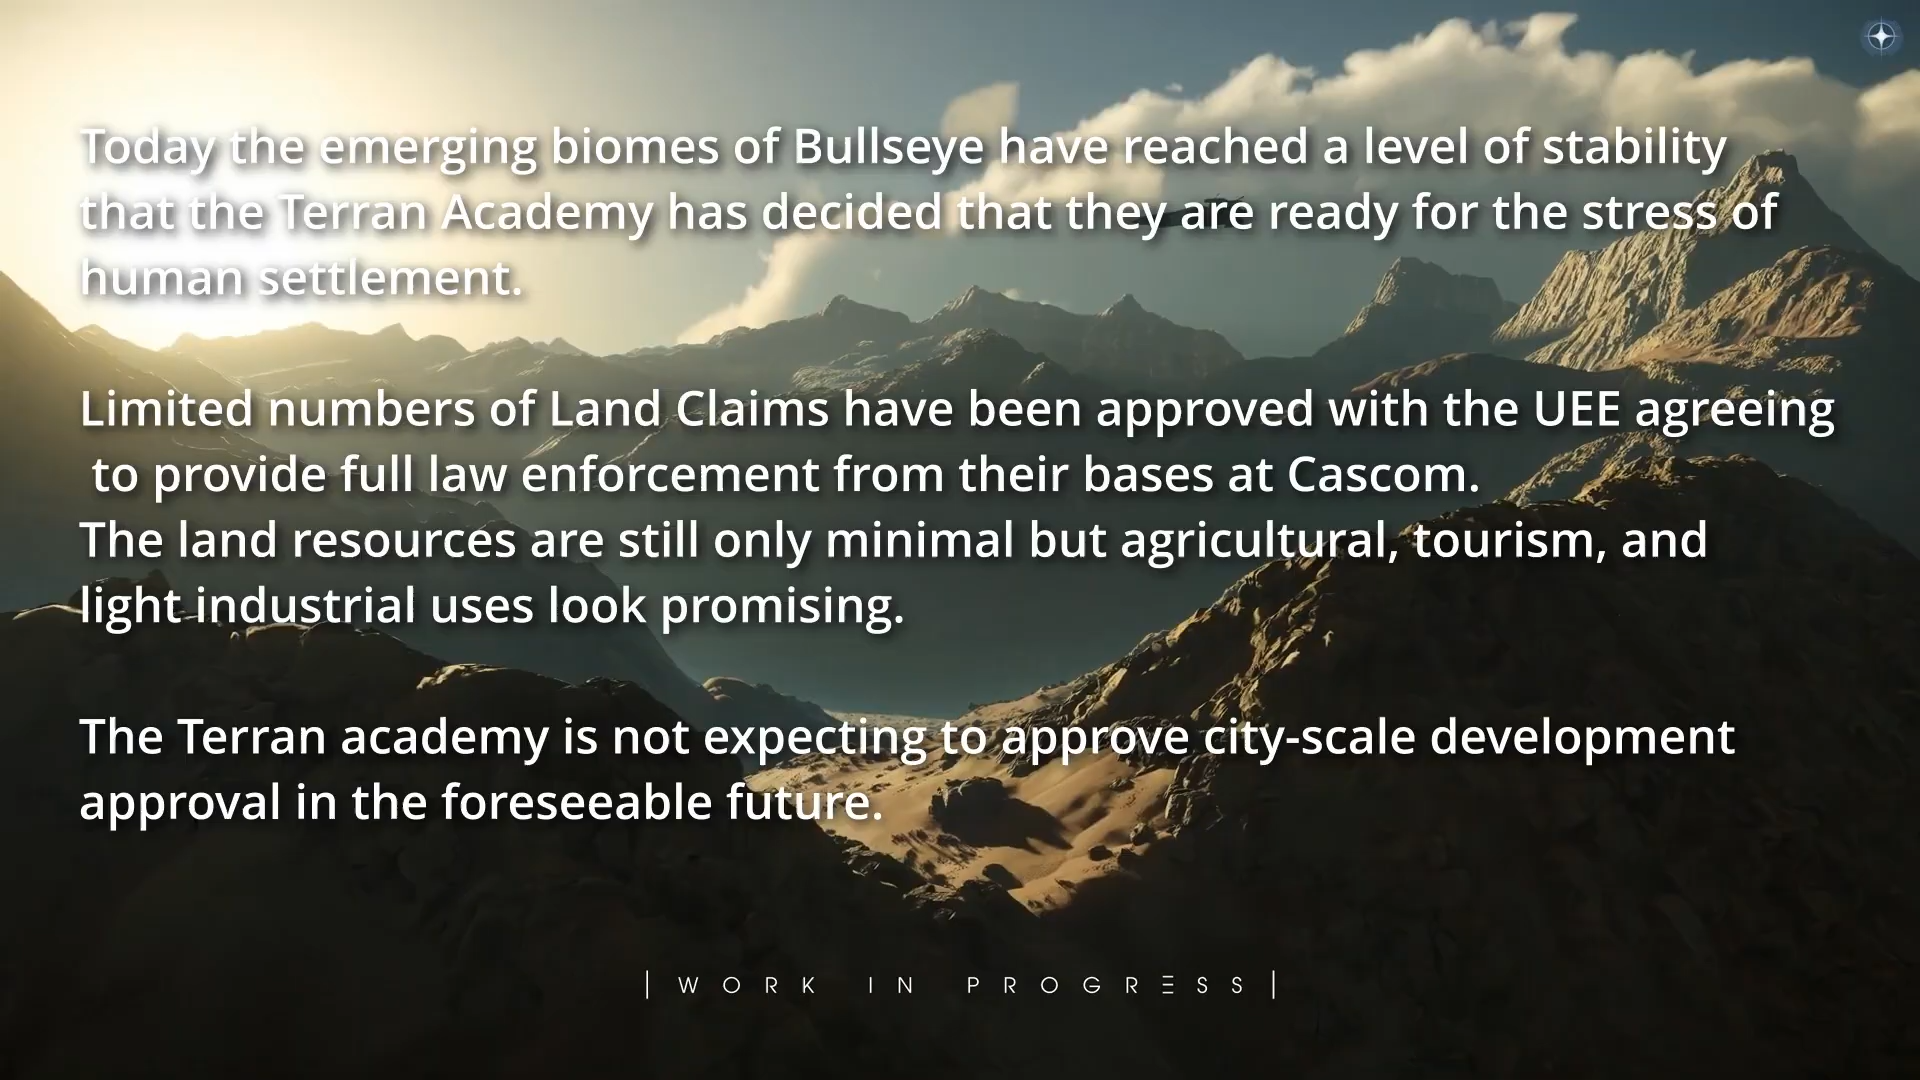 Today the emerging biomes of Bullseye have reached a level of stability
that the Terran Academy has decided that they are ready for the stress of
human settlement.
Limited numbers of Land Claims have been approved with the UEE agreeing
to provide full law enforcement from their bases at Cascom.
The land resources are still only minimal but agricultural, tourism, and
light industrial uses look promising.
The Terran academy is not expecting to approve city-scale development
approval in the foreseeable future.
| WORK IN PROGRESS |